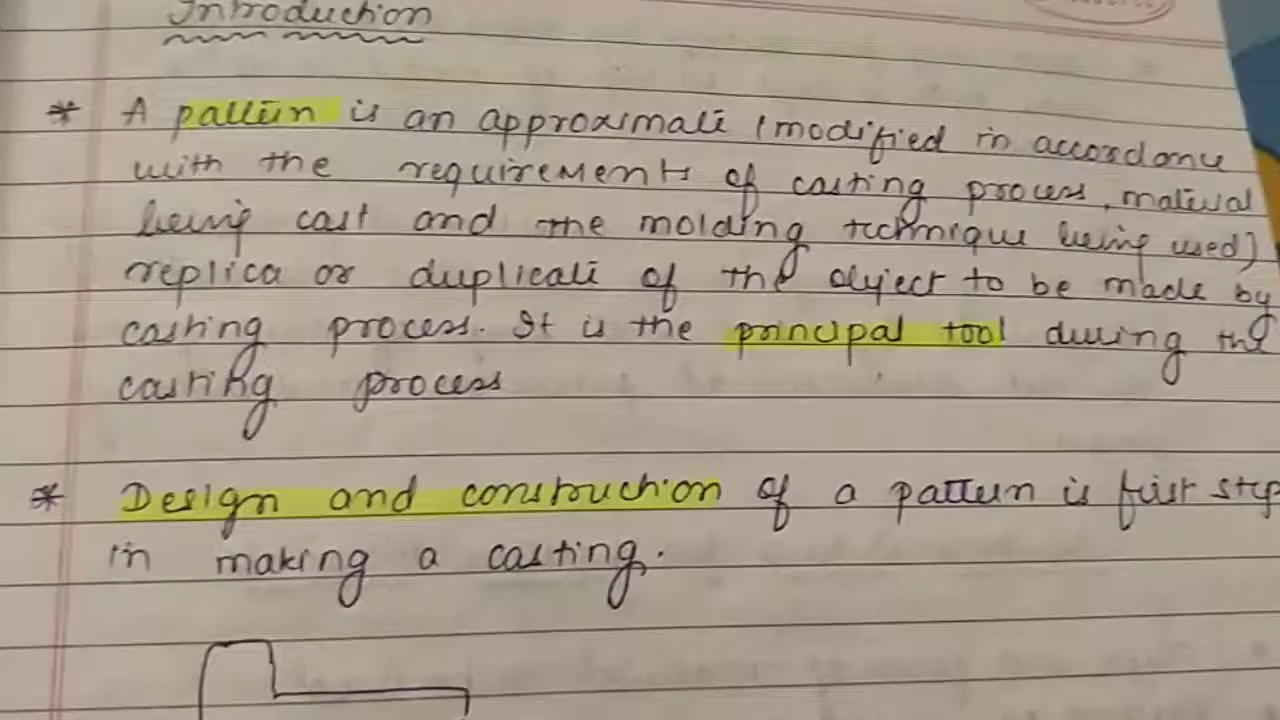 Introduction
* A pattern is an approximate (modified in accordance
with the requirements of casting process, material
being cast and the molding technique being used)
replica or duplicate of the object to be made by
casting process. It is the principal tool during the
casting process
* Design and construction of a pattern is first step
in making a casting.